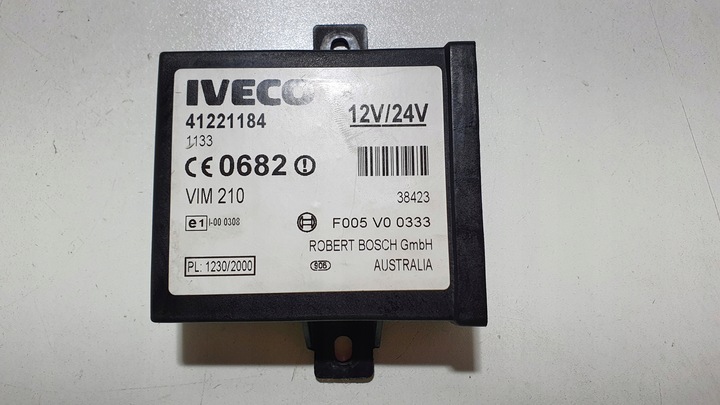 IVECO
41221184 12V/24V
1133
CE 0682
VIM 210 38423
e1 I-00 0308 F005 V0 0333
ROBERT BOSCH GmbH
PL: 1230/2000 906 AUSTRALIA